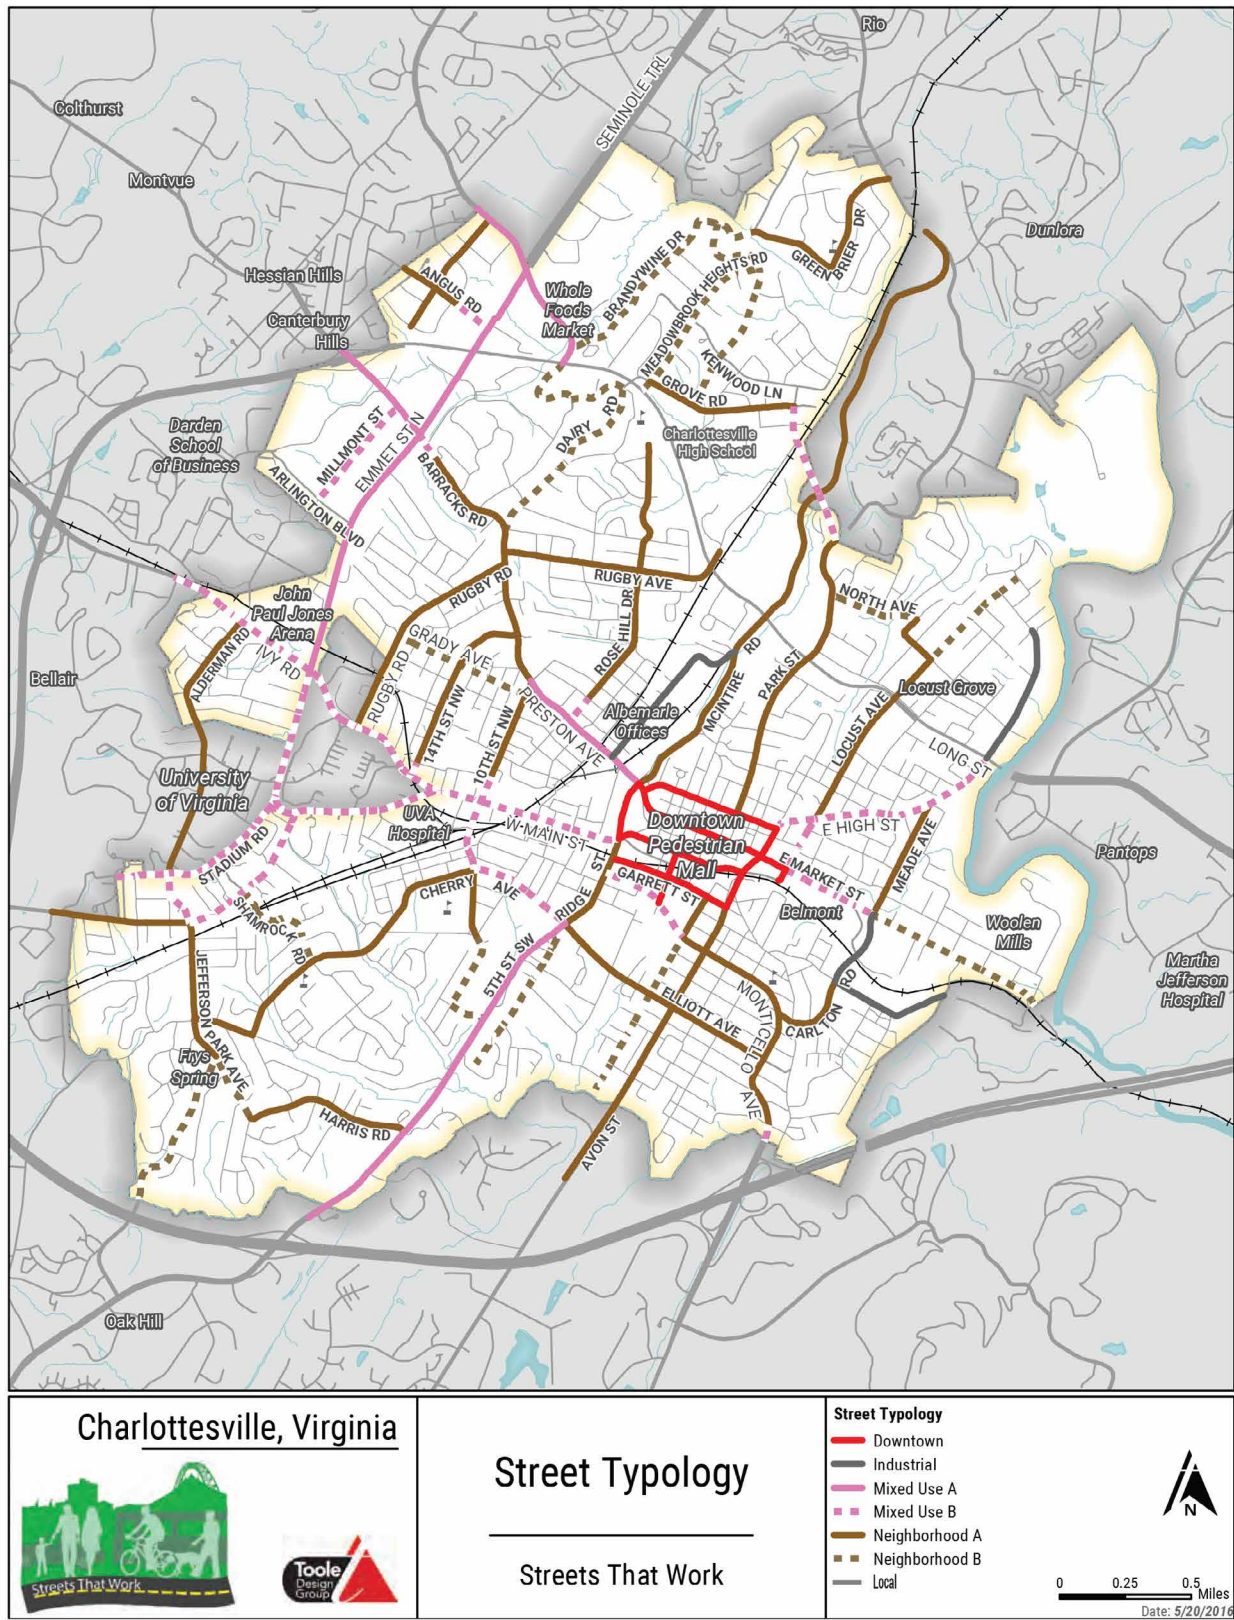 Rio
SEMINOLE TRL
Colthurst
Montvue
Dunlora
GREEN
BRIER DR
BRANDYWINE DR
MEADOWBROOK HEIGHTS RD
Hessian Hills
ANGUS RD
Whole
Foods
Market
Canterbury
Hills
KENWOOD LN
GROVE RD
MILLMONT ST
EMMET ST N
DAIRY RD
Charlottesville
High School
Darden
School
of Business
BARRACKS RD
ARLINGTON BLVD
RUGBY AVE
RUGBY RD
John
Paul Jones
Arena
NORTH AVE
ROSE HILL DR
GRADY AVE
ALDERMAN RD
IVY RD
RUGBY RD
MCINTIRE RD
PARK ST
Bellair
Locust Grove
14TH ST NW
10TH ST NW
PRESTON AVE
Albemarle
Offices
LOCUST AVE
LONG ST
University
of Virginia
UVA
Hospital
W MAIN ST
Downtown
Pedestrian
Mall
E HIGH ST
STADIUM RD
E MARKET ST
MEADE AVE
Pantops
CHERRY AVE
RIDGE ST
GARRETT ST
Belmont
SHAMROCK RD
Woolen
Mills
5TH ST SW
Martha
Jefferson
Hospital
JEFFERSON PARK AVE
ELLIOTT AVE
MONTICELLO AVE
CARLTON RD
Frys
Spring
HARRIS RD
AVON ST
Oak Hill
Charlottesville, Virginia
Streets That Work
Toole
Design
Group
Street Typology
Streets That Work
Street Typology
Downtown
Industrial
Mixed Use A
Mixed Use B
Neighborhood A
Neighborhood B
Local
N
0 0.25 0.5
Miles
Date: 5/20/2016